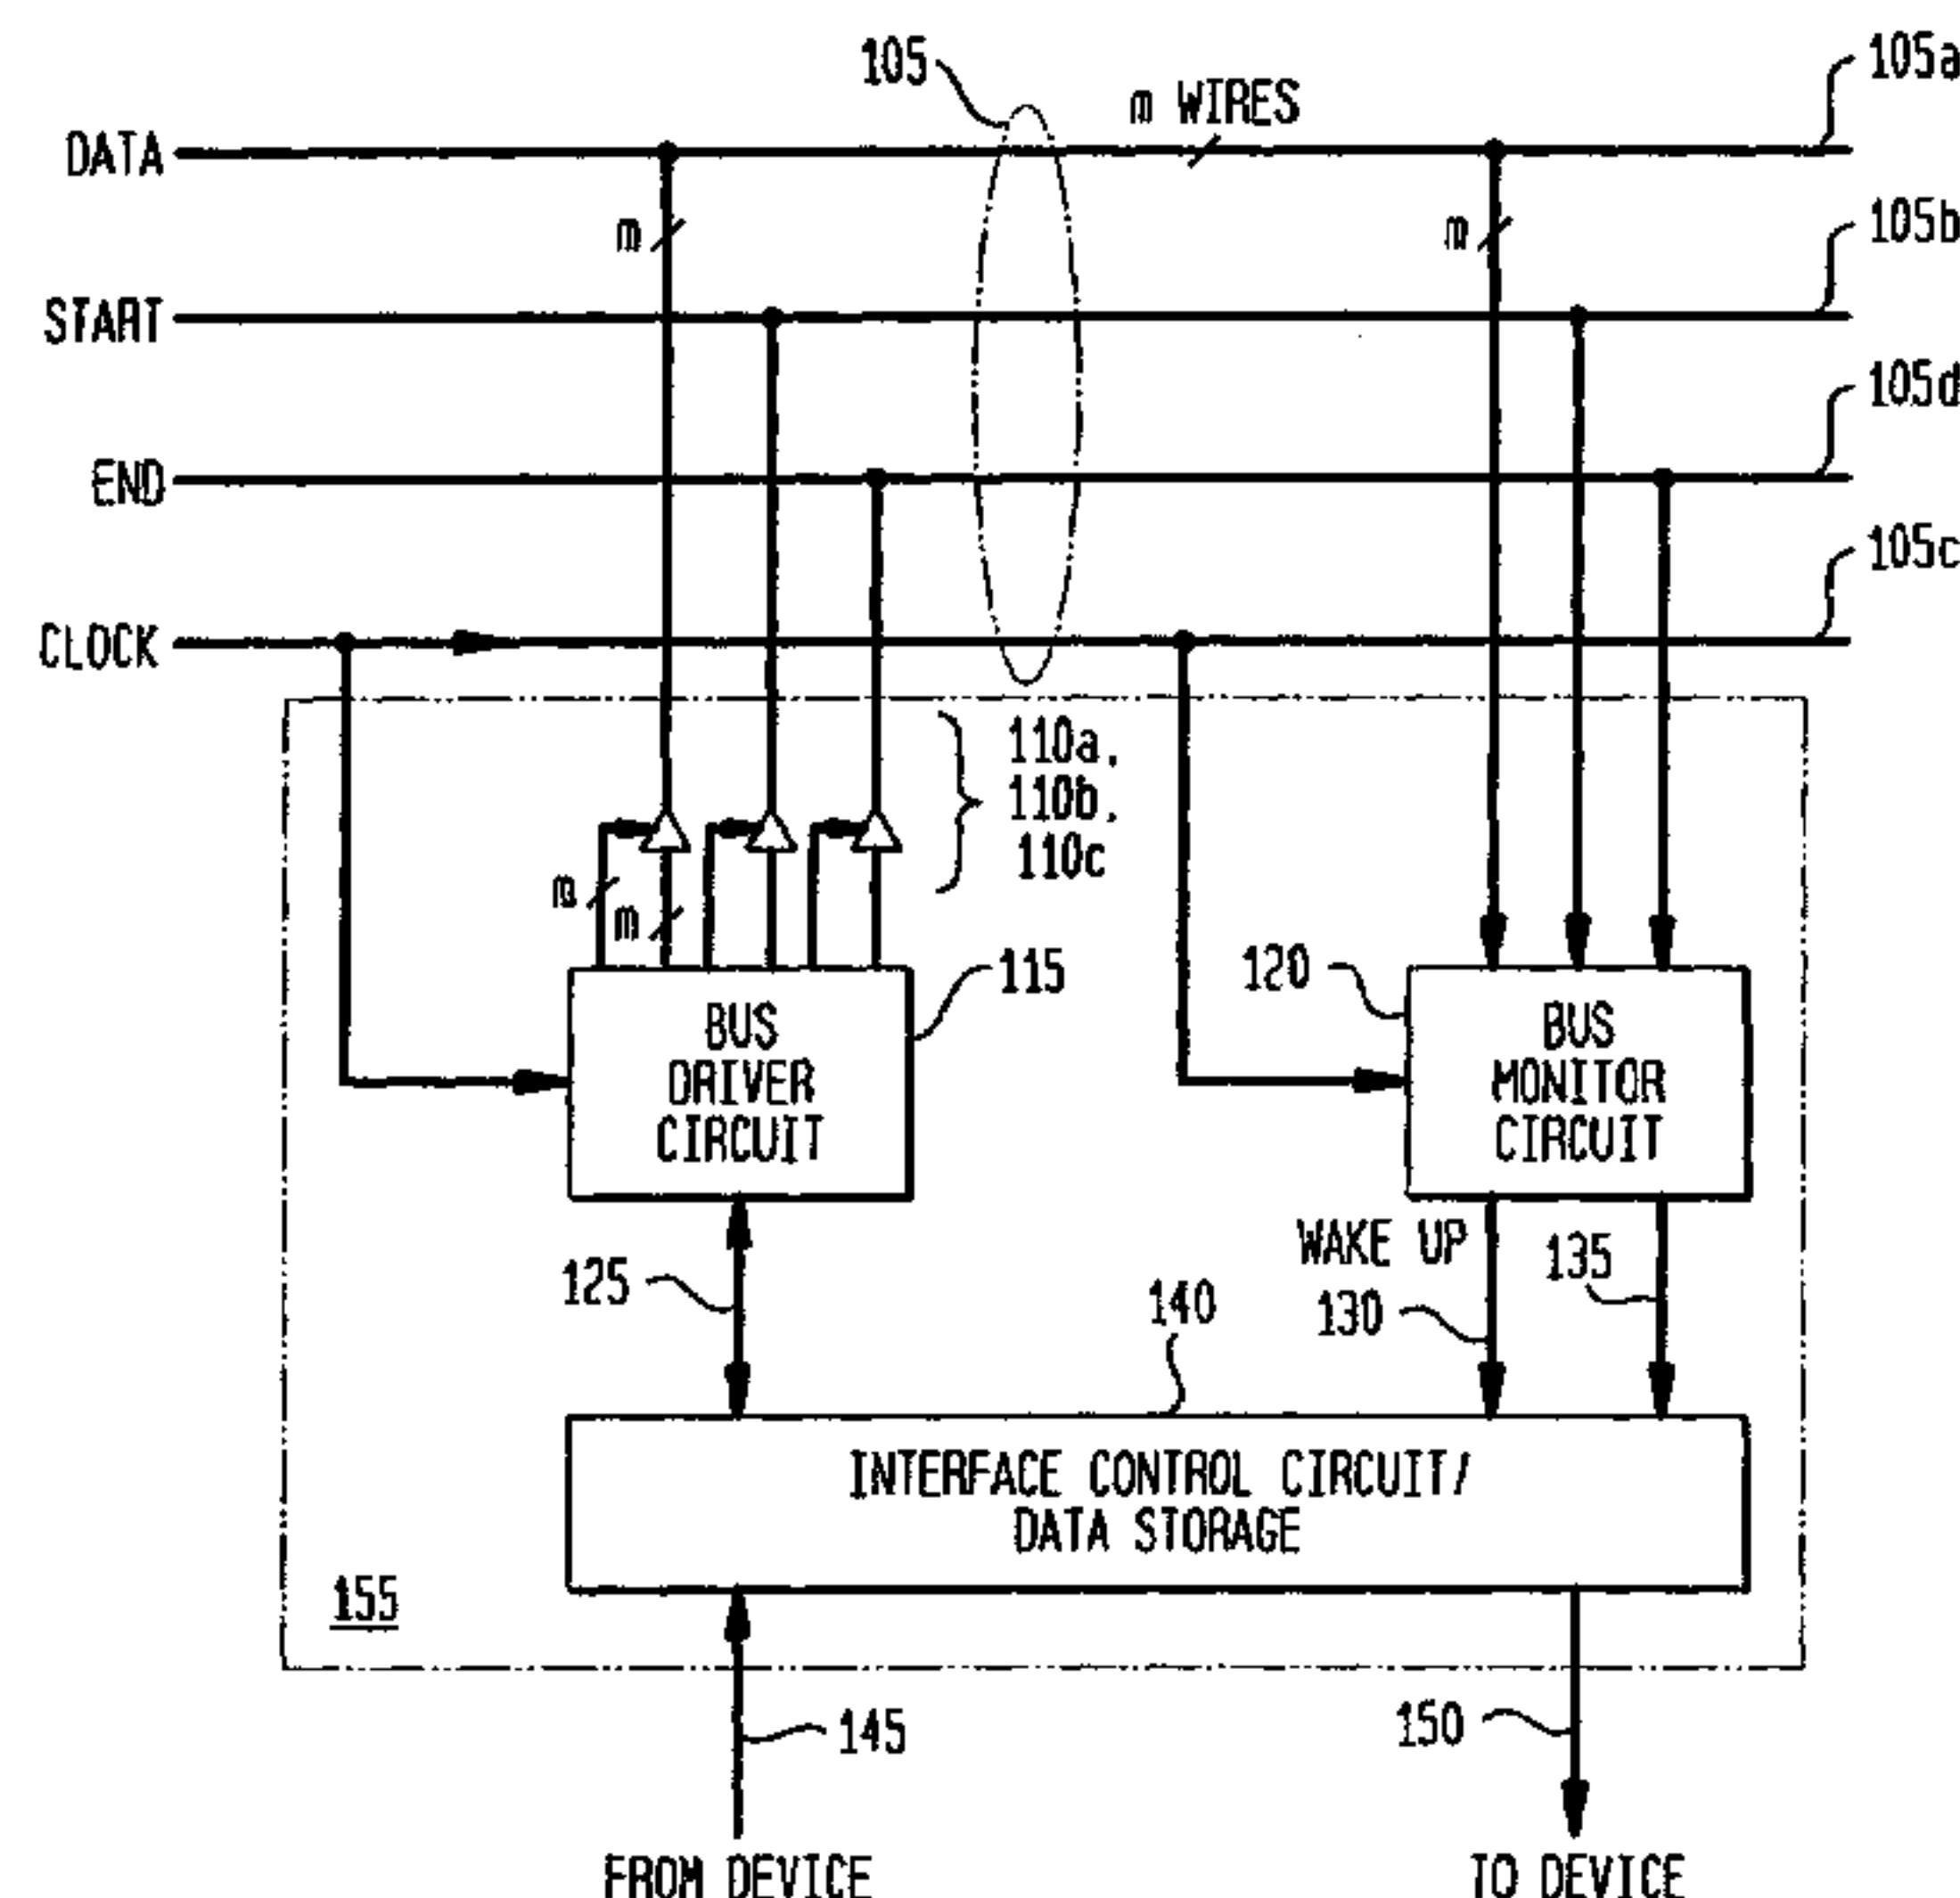 105
m WIRES
105a
DATA
m
m
105b
START
105d
END
105c
CLOCK
110a,
110b,
110c
m
m
115
120
BUS
DRIVER
CIRCUIT
BUS
MONITOR
CIRCUIT
WAKE UP
125
130
135
140
INTERFACE CONTROL CIRCUIT/
DATA STORAGE
155
145
150
FROM DEVICE
TO DEVICE